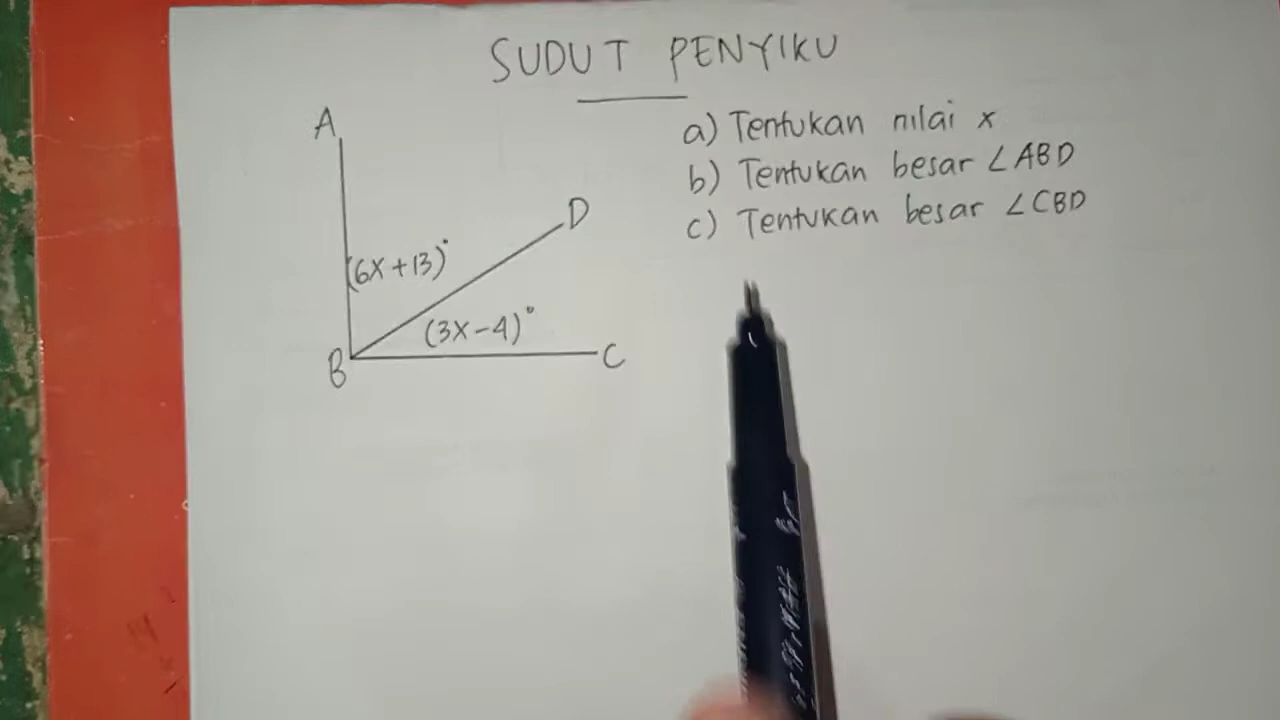 SUDUT PENYIKU
a) Tentukan nilai x
b) Tentukan besar ∠ABD
c) Tentukan besar ∠CBD
A
D
(6x+13)°
(3x-4)°
B
C